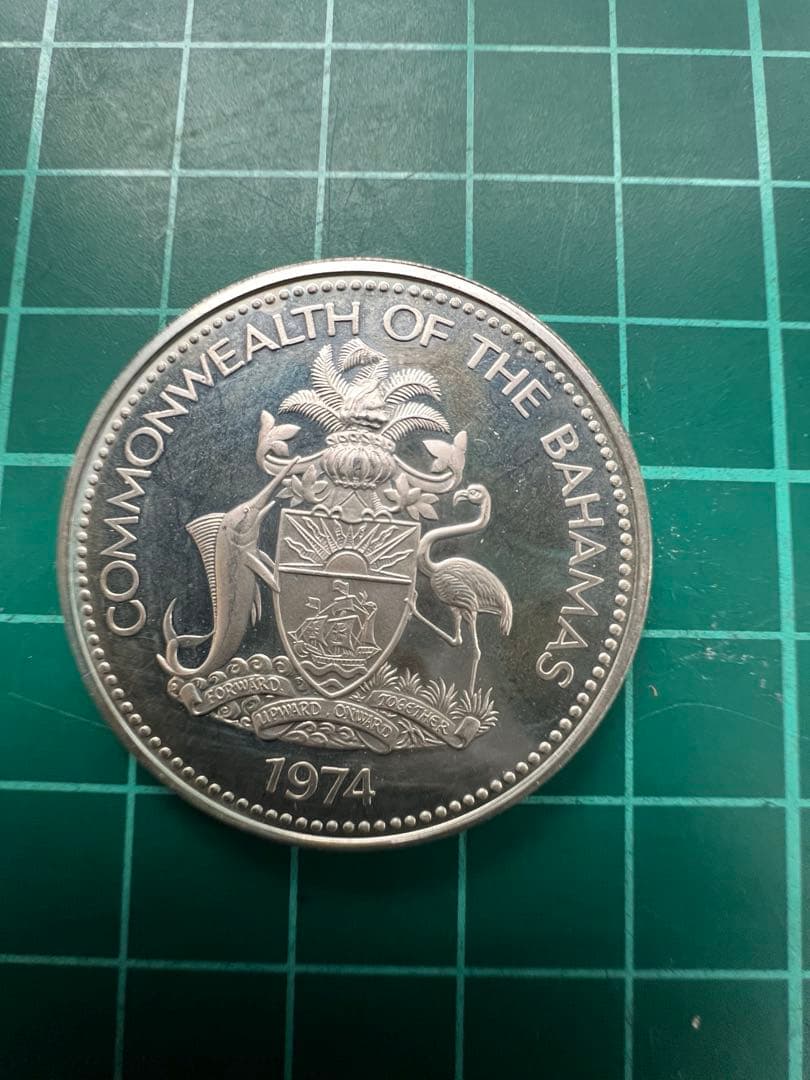 COMMONWEALTH OF THE BAHAMAS
FORWARD. UPWARD. ONWARD TOGETHER
1974